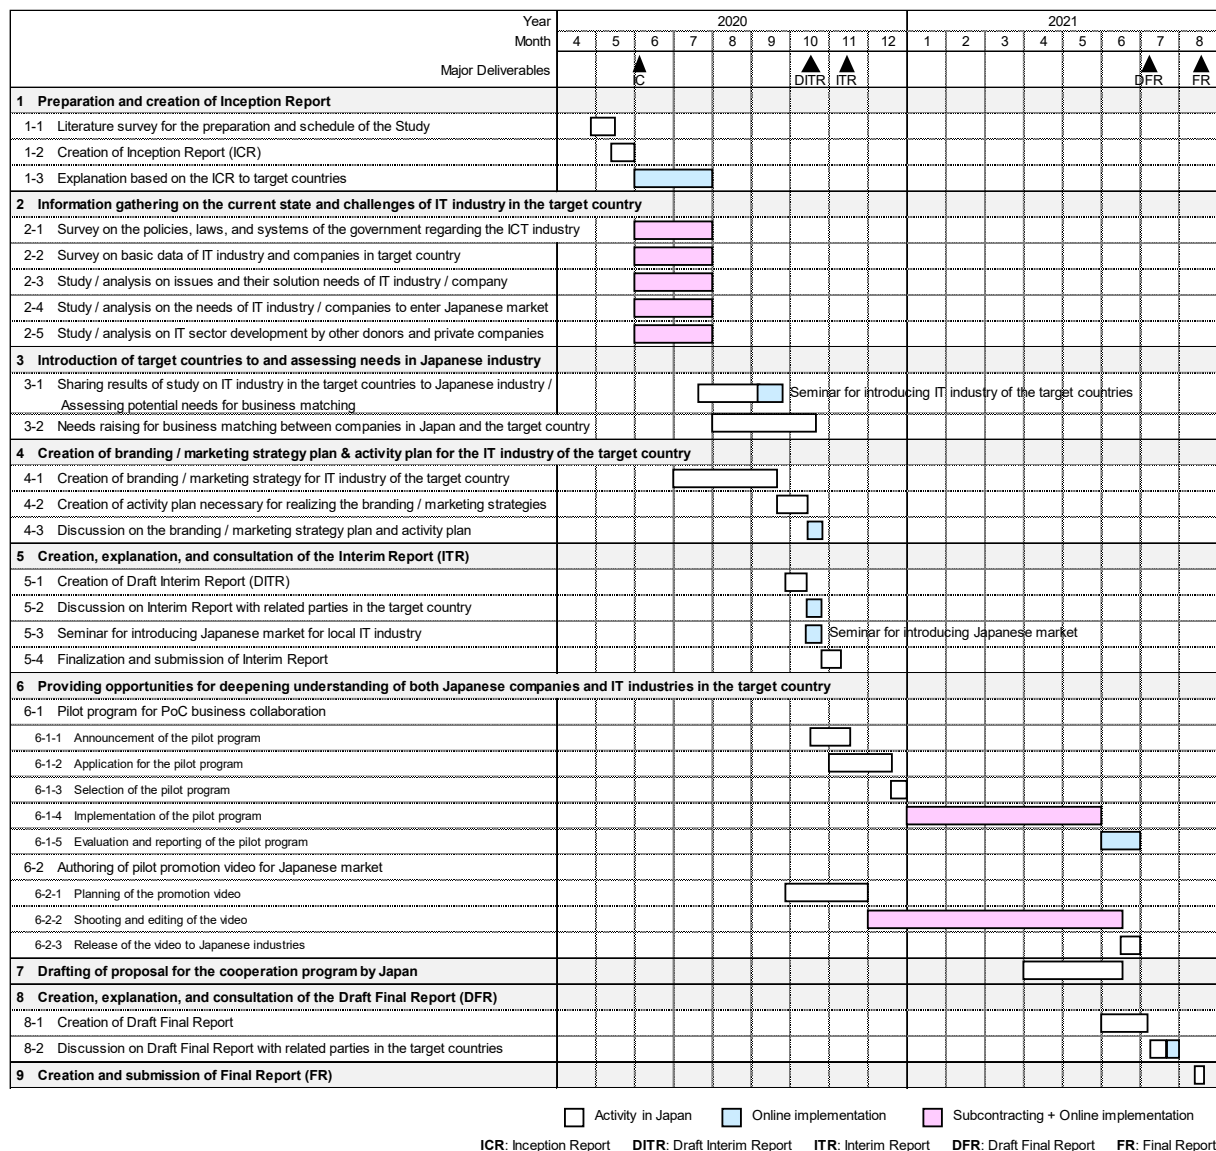 Year 2020 2021
Month 4 5 6 7 8 9 10 11 12 1 2 3 4 5 6 7 8
Major Deliverables
IC DITR ITR DFR FR
1 Preparation and creation of Inception Report
1-1 Literature survey for the preparation and schedule of the Study
1-2 Creation of Inception Report (ICR)
1-3 Explanation based on the ICR to target countries
2 Information gathering on the current state and challenges of IT industry in the target country
2-1 Survey on the policies, laws, and systems of the government regarding the ICT industry
2-2 Survey on basic data of IT industry and companies in target country
2-3 Study / analysis on issues and their solution needs of IT industry / company
2-4 Study / analysis on the needs of IT industry / companies to enter Japanese market
2-5 Study / analysis on IT sector development by other donors and private companies
3 Introduction of target countries to and assessing needs in Japanese industry
3-1 Sharing results of study on IT industry in the target countries to Japanese industry /
Assessing potential needs for business matching
Seminar for introducing IT industry of the target countries
3-2 Needs raising for business matching between companies in Japan and the target country
4 Creation of branding / marketing strategy plan & activity plan for the IT industry of the target country
4-1 Creation of branding / marketing strategy for IT industry of the target country
4-2 Creation of activity plan necessary for realizing the branding / marketing strategies
4-3 Discussion on the branding / marketing strategy plan and activity plan
5 Creation, explanation, and consultation of the Interim Report (ITR)
5-1 Creation of Draft Interim Report (DITR)
5-2 Discussion on Interim Report with related parties in the target country
5-3 Seminar for introducing Japanese market for local IT industry Seminar for introducing Japanese market
5-4 Finalization and submission of Interim Report
6 Providing opportunities for deepening understanding of both Japanese companies and IT industries in the target country
6-1 Pilot program for PoC business collaboration
6-1-1 Announcement of the pilot program
6-1-2 Application for the pilot program
6-1-3 Selection of the pilot program
6-1-4 Implementation of the pilot program
6-1-5 Evaluation and reporting of the pilot program
6-2 Authoring of pilot promotion video for Japanese market
6-2-1 Planning of the promotion video
6-2-2 Shooting and editing of the video
6-2-3 Release of the video to Japanese industries
7 Drafting of proposal for the cooperation program by Japan
8 Creation, explanation, and consultation of the Draft Final Report (DFR)
8-1 Creation of Draft Final Report
8-2 Discussion on Draft Final Report with related parties in the target countries
9 Creation and submission of Final Report (FR)
Activity in Japan Online implementation Subcontracting + Online implementation
ICR: Inception Report DITR: Draft Interim Report ITR: Interim Report DFR: Draft Final Report FR: Final Report